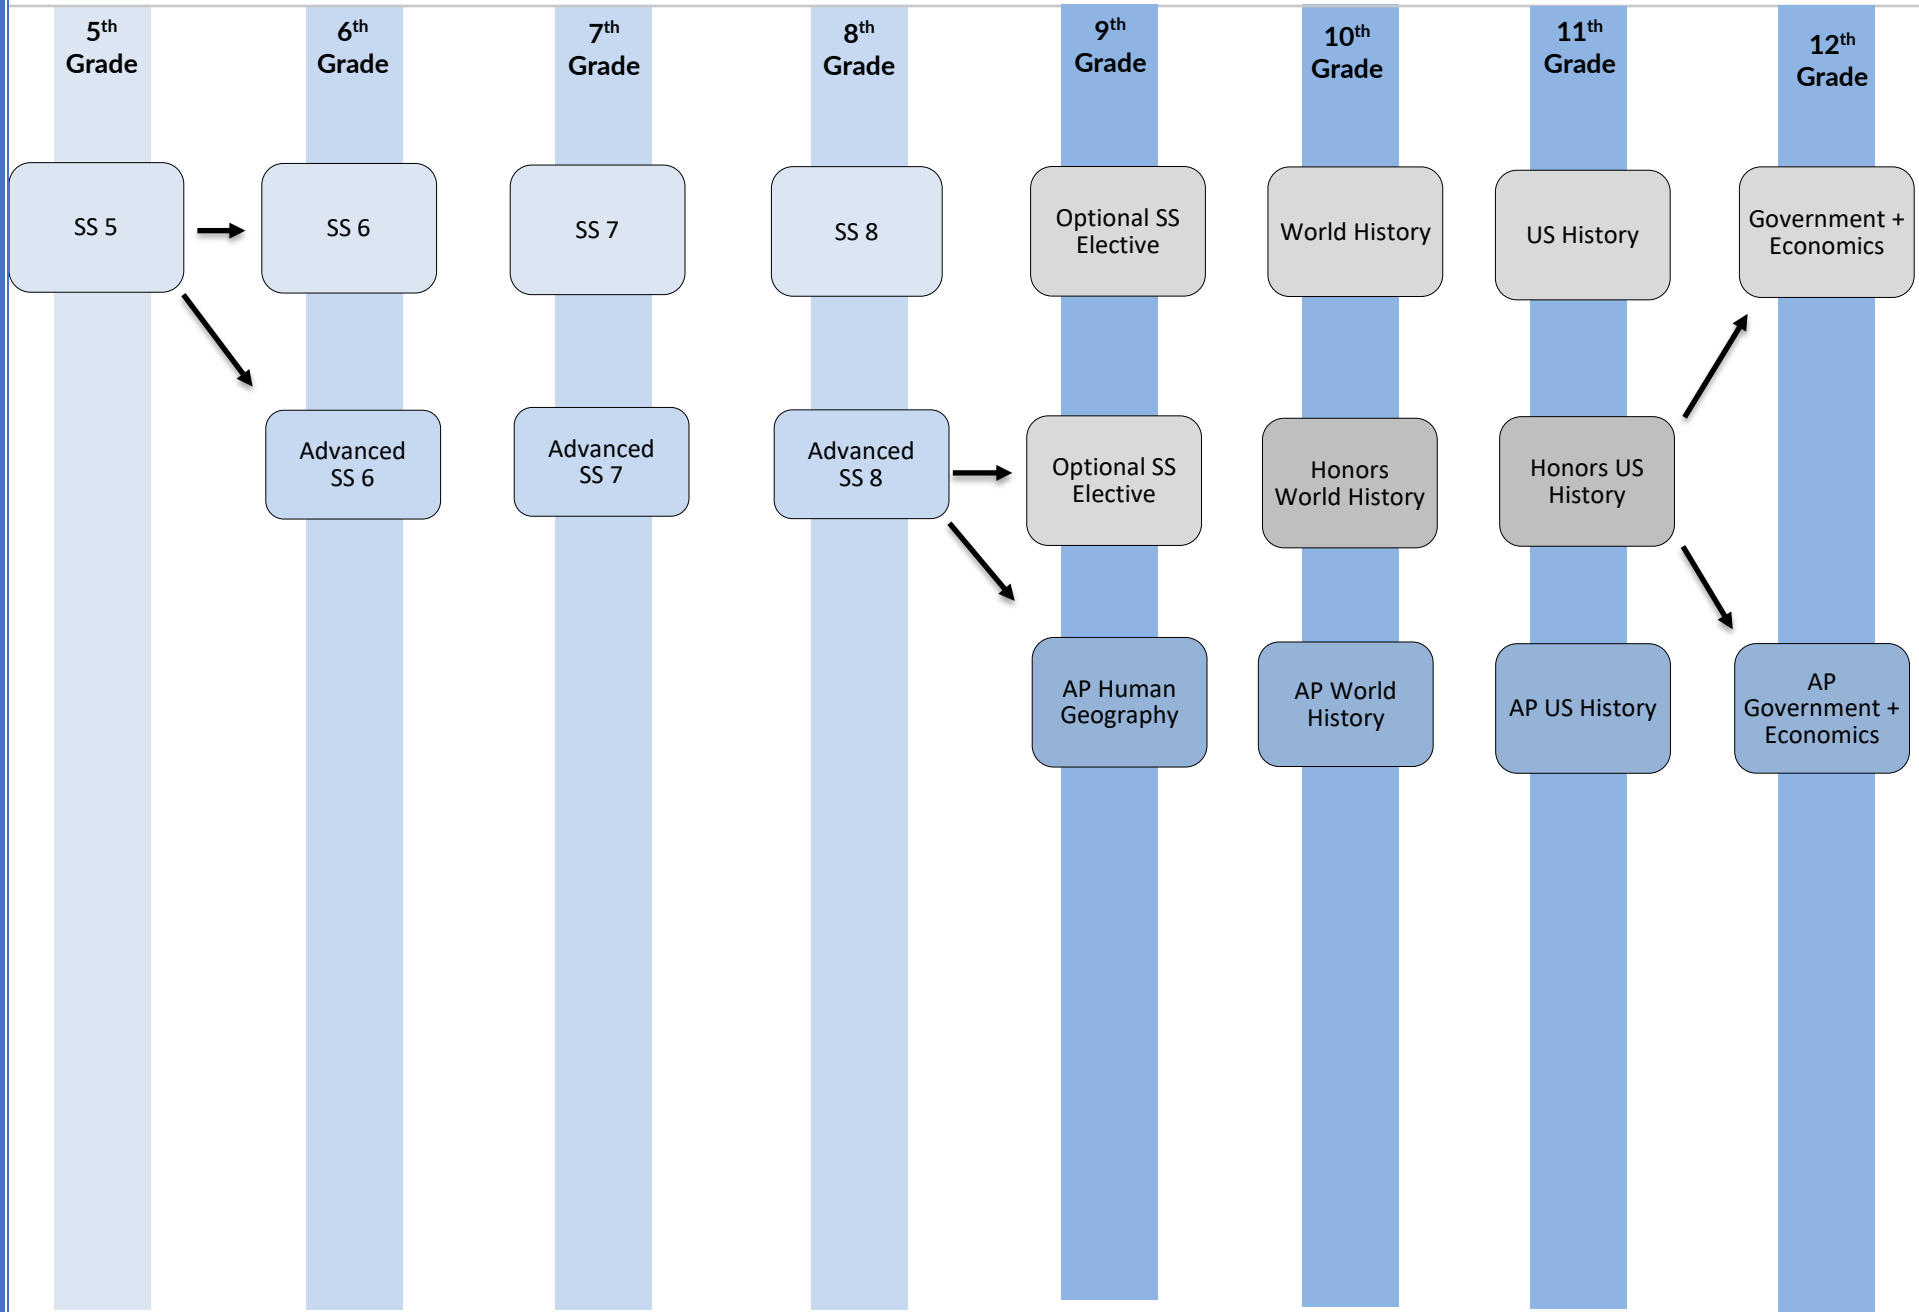 5th
Grade
6th
Grade
7th
Grade
8th
Grade
9th
Grade
10th
Grade
11th
Grade
12th
Grade
SS 5
SS 6
SS 7
SS 8
Optional SS
Elective
World History
US History
Government +
Economics
Advanced
SS 6
Advanced
SS 7
Advanced
SS 8
Optional SS
Elective
Honors
World History
Honors US
History
AP Human
Geography
AP World
History
AP US History
AP
Government +
Economics